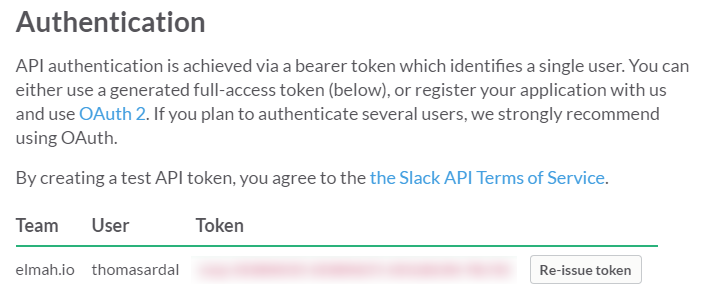 Authentication
API authentication is achieved via a bearer token which identifies a single user. You can
either use a generated full-access token (below), or register your application with us
and use OAuth 2. If you plan to authenticate several users, we strongly recommend
using OAuth.
By creating a test API token, you agree to the the Slack API Terms of Service.
Team User Token
elmah.io thomasardal Re-issue token